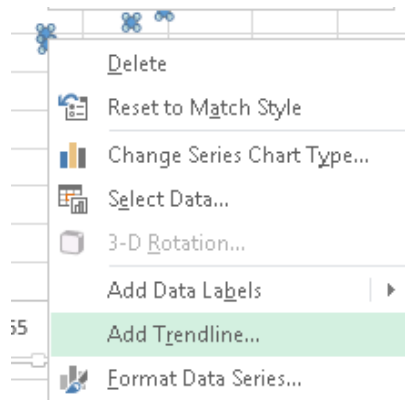 Delete
Reset to Match Style
Change Series Chart Type...
Select Data...
3-D Rotation...
Add Data Labels
55
Add Trendline...
Format Data Series...